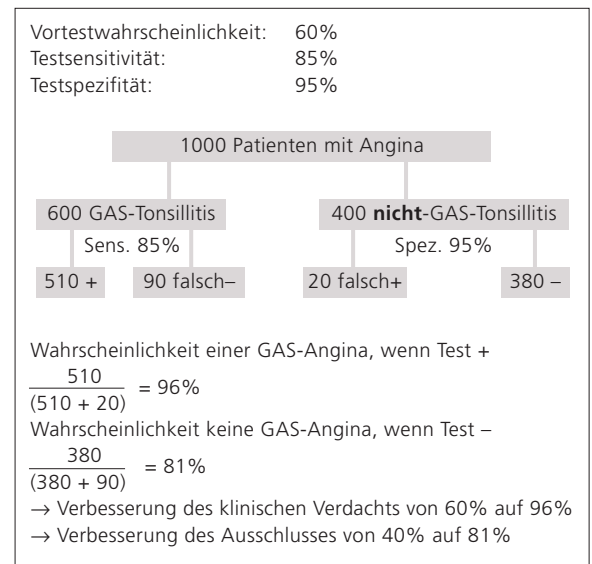 Vortestwahrscheinlichkeit: 60%
Testsensitivität: 85%
Testspezifität: 95%
1000 Patienten mit Angina
600 GAS-Tonsillitis 400 nicht-GAS-Tonsillitis
Sens. 85% Spez. 95%
510 + 90 falsch– 20 falsch+ 380 –
Wahrscheinlichkeit einer GAS-Angina, wenn Test +
510
(510 + 20) = 96%
Wahrscheinlichkeit keine GAS-Angina, wenn Test –
380
(380 + 90) = 81%
→ Verbesserung des klinischen Verdachts von 60% auf 96%
→ Verbesserung des Ausschlusses von 40% auf 81%